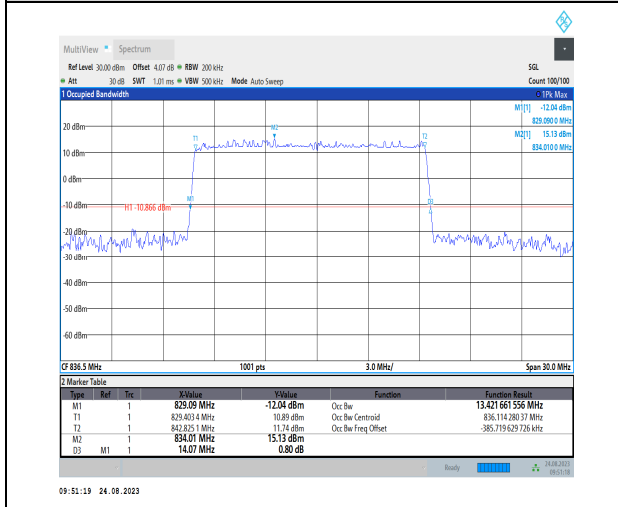 MultiView Spectrum
Ref Level 30.00 dBm Offset 4.07 dB RBW 200 kHz SGL
Att 30 dB SWT 1.01 ms VBW 500 kHz Mode Auto Sweep Count 100/100
1 Occupied Bandwidth 1Pk Max
M1[1] -12.04 dBm
829.090 0 MHz
M2[1] 15.13 dBm
834.010 0 MHz
20 dBm
M2
T1
T2
10 dBm
0 dBm
M1
D3
-10 dBm
H1 -10.866 dBm
-20 dBm
-30 dBm
-40 dBm
-50 dBm
-60 dBm
CF 836.5 MHz 1001 pts 3.0 MHz/ Span 30.0 MHz
2 Marker Table
Type Ref Trc X-Value Y-Value Function Function Result
M1 1 829.09 MHz -12.04 dBm Occ Bw 13.421 661 556 MHz
T1 1 829.403 4 MHz 10.89 dBm Occ Bw Centroid 836.114 280 37 MHz
T2 1 842.825 1 MHz 11.74 dBm Occ Bw Freq Offset -385.719 629 726 kHz
M2 1 834.01 MHz 15.13 dBm
D3 M1 1 14.07 MHz 0.80 dB
Ready 24.08.2023
09:51:18
09:51:19 24.08.2023